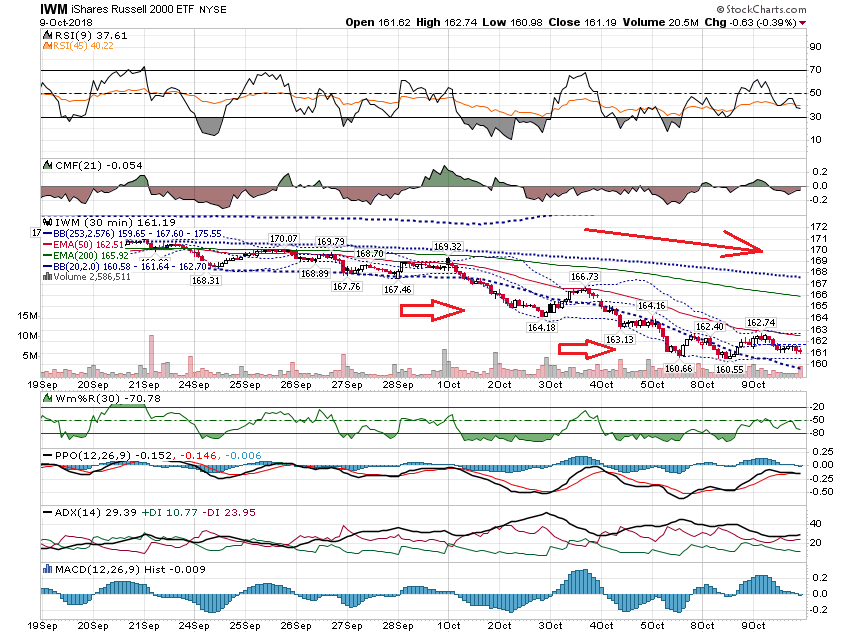 IWM iShares Russell 2000 ETF NYSE © StockCharts.com
9-Oct-2018 Open 161.62 High 162.74 Low 160.98 Close 161.19 Volume 20.5M Chg -0.63 (-0.39%)
RSI(9) 37.61
RSI(45) 40.22
90
70
50
30
10
CMF(21) -0.054
0.2
0.0
-0.2
IWM (30 min) 161.19
BB(253,2.576) 159.65 - 167.60 - 175.55
EMA(50) 162.51
EMA(200) 165.92
BB(20,2.0) 160.58 - 161.64 - 162.70
Volume 2,586,511
17
168.31
170.07
168.89
169.79
167.76
168.70
167.46
169.32
164.18
166.73
163.13
164.16
160.66
162.40
160.55
162.74
172
171
170
169
168
167
166
165
164
163
162
161
160
15M
10M
5M
19Sep 20Sep 21Sep 24Sep 25Sep 26Sep 27Sep 28Sep 1Oct 2Oct 3Oct 4Oct 5Oct 8Oct 9Oct
Wm%R(30) -70.78
-20
-50
-80
PPO(12,26,9) -0.152, -0.146, -0.006
0.25
0.00
-0.25
-0.50
ADX(14) 29.39 +DI 10.77 -DI 23.95
40
20
MACD(12,26,9) Hist -0.009
0.2
0.0
-0.2
19Sep 20Sep 21Sep 24Sep 25Sep 26Sep 27Sep 28Sep 1Oct 2Oct 3Oct 4Oct 5Oct 8Oct 9Oct